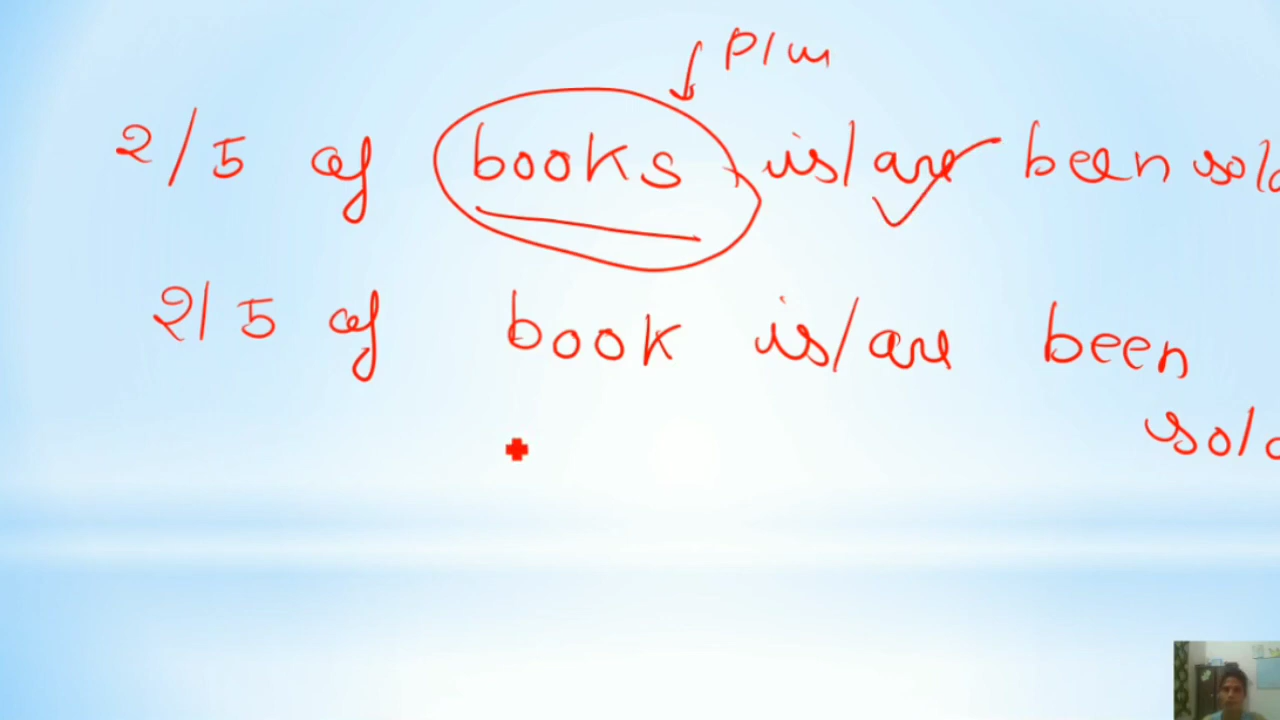 plu
2/5 of books is/are been sold
2/5 of book is/are been
sold